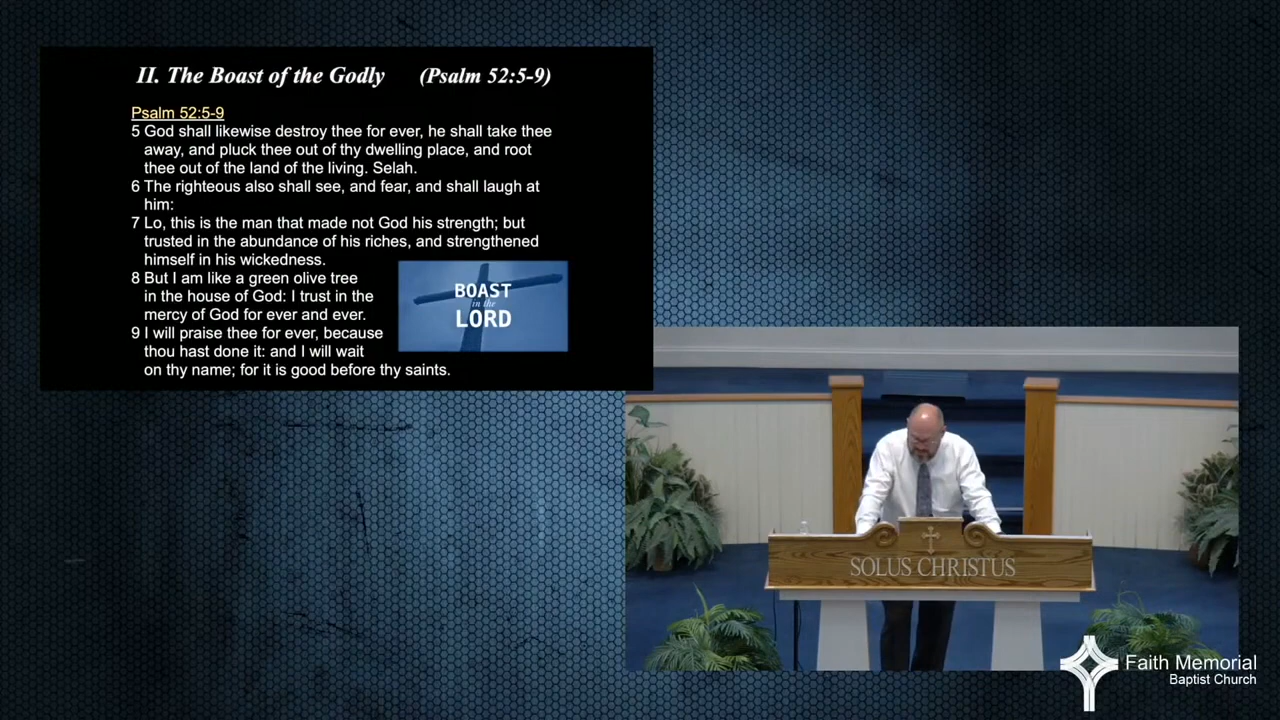 II. The Boast of the Godly (Psalm 52:5-9)
Psalm 52:5-9
5 God shall likewise destroy thee for ever, he shall take thee
away, and pluck thee out of thy dwelling place, and root
thee out of the land of the living. Selah.
6 The righteous also shall see, and fear, and shall laugh at
him:
7 Lo, this is the man that made not God his strength; but
trusted in the abundance of his riches, and strengthened
himself in his wickedness.
8 But I am like a green olive tree
in the house of God: I trust in the
mercy of God for ever and ever.
9 I will praise thee for ever, because
thou hast done it: and I will wait
on thy name; for it is good before thy saints.
BOAST
in the
LORD
SOLUS CHRISTUS
Faith Memorial
Baptist Church